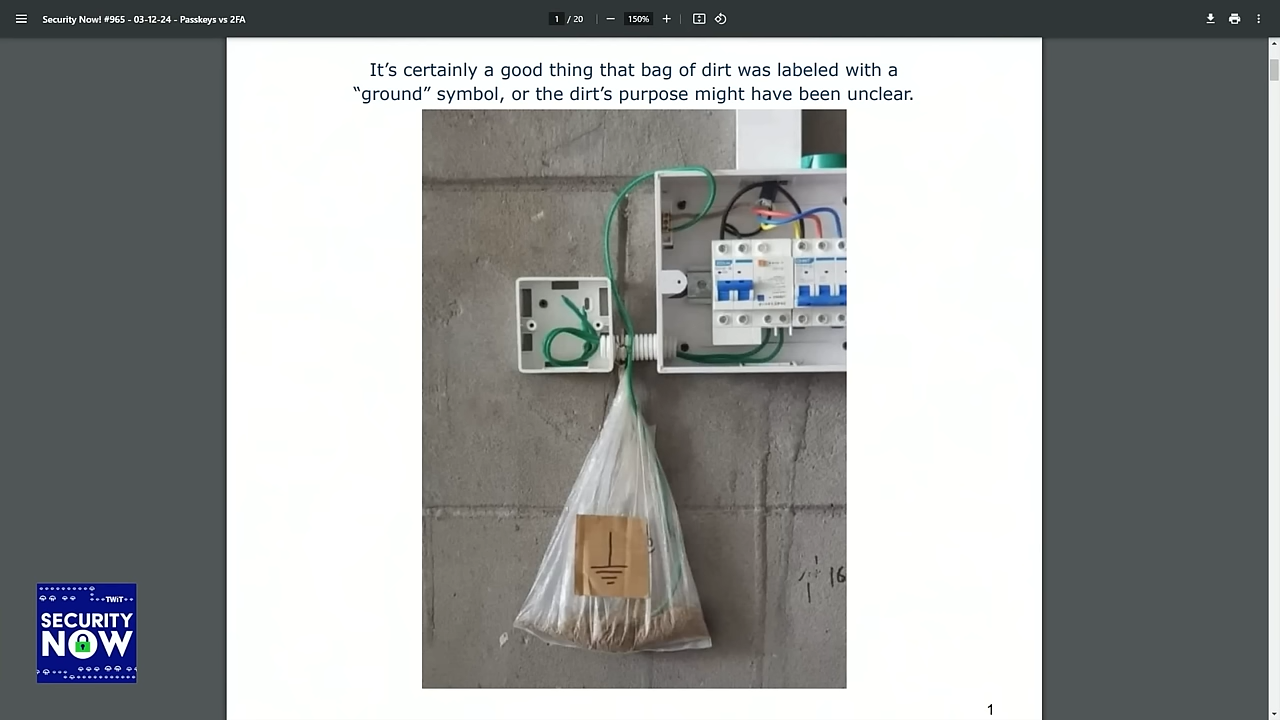 Security Now! #965 - 03-12-24 - Passkeys vs 2FA
1 / 20
150%
It's certainly a good thing that bag of dirt was labeled with a
“ground” symbol, or the dirt's purpose might have been unclear.
16
TWiT
SECURITY
NOW
1